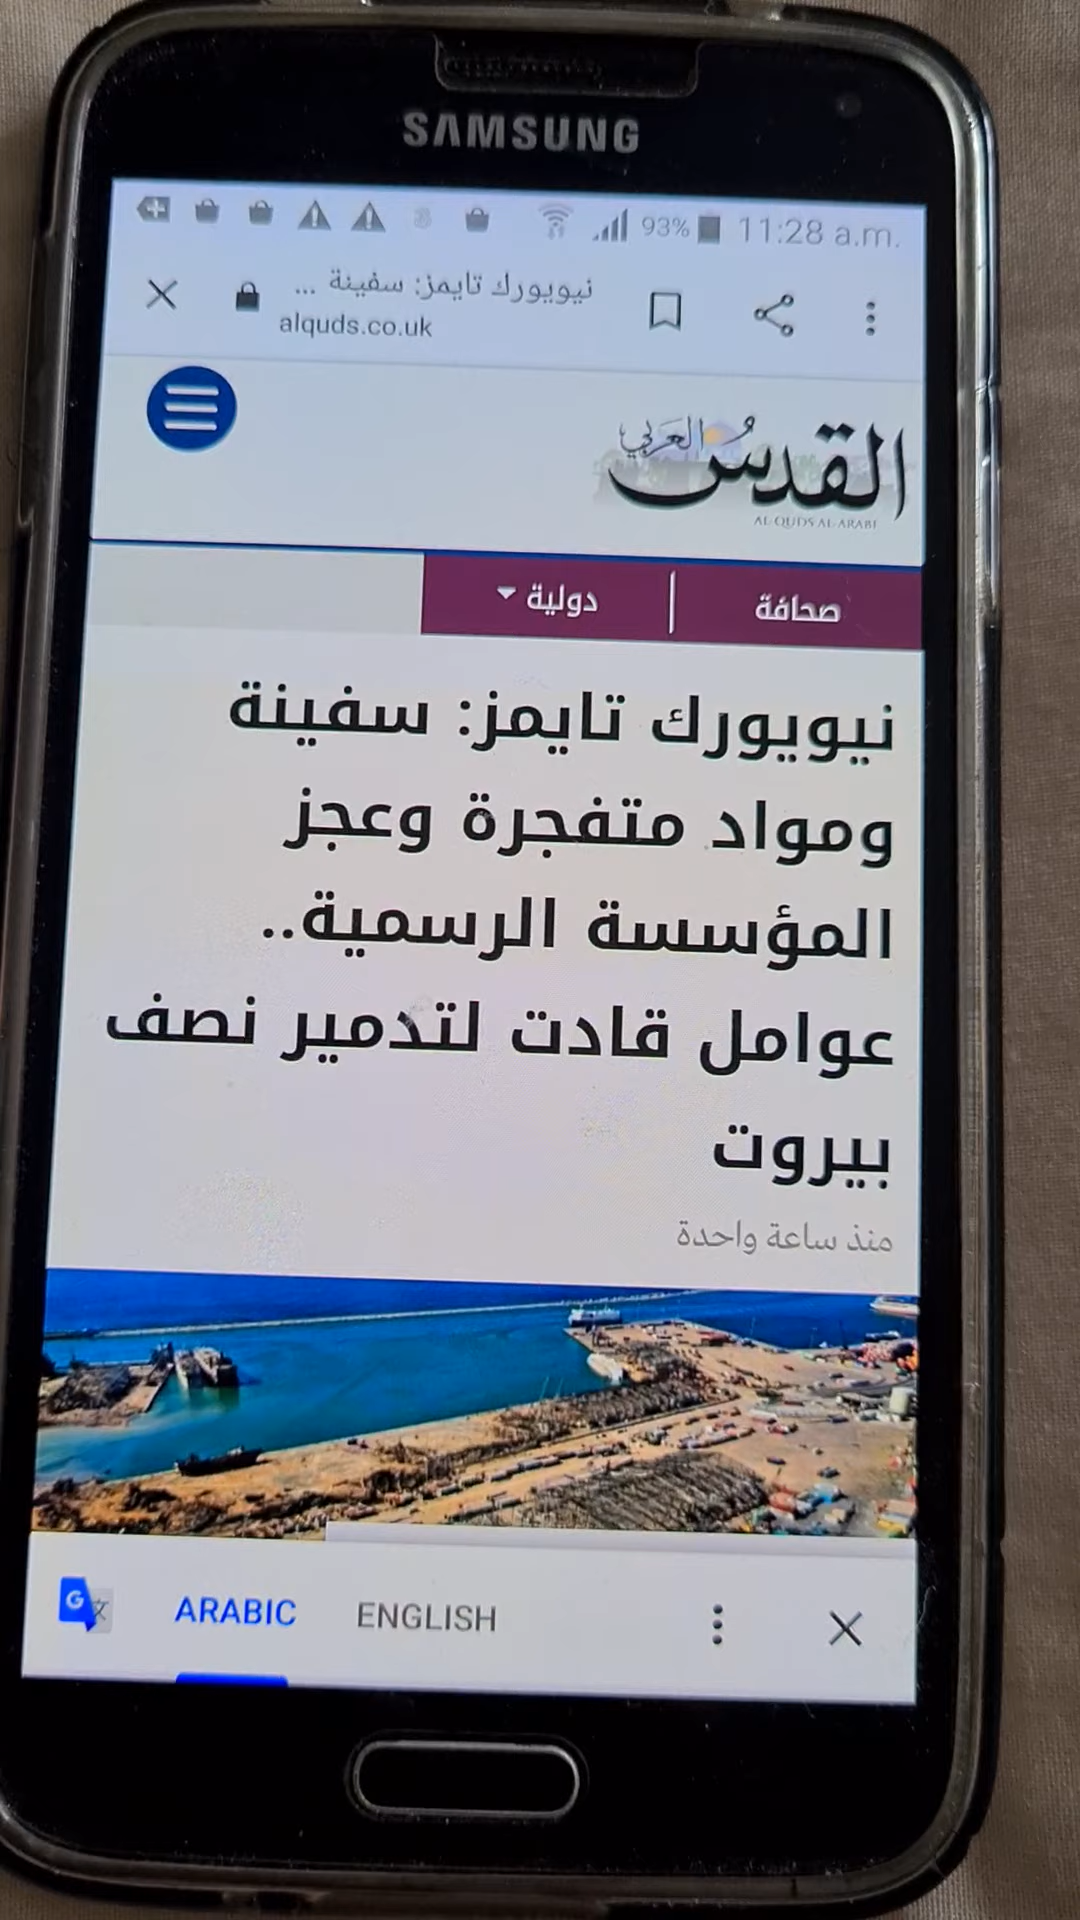 SAMSUNG
93% 11:28 a.m.
نيويورك تايمز: سفينة ...
alquds.co.uk
القدس العربي
AL-QUDS AL-ARABI
صحافة | دولية
نيويورك تايمز: سفينة
ومواد متفجرة وعجز
المؤسسة الرسمية..
عوامل قادت لتدمير نصف
بيروت
منذ ساعة واحدة
G 文
ARABIC ENGLISH